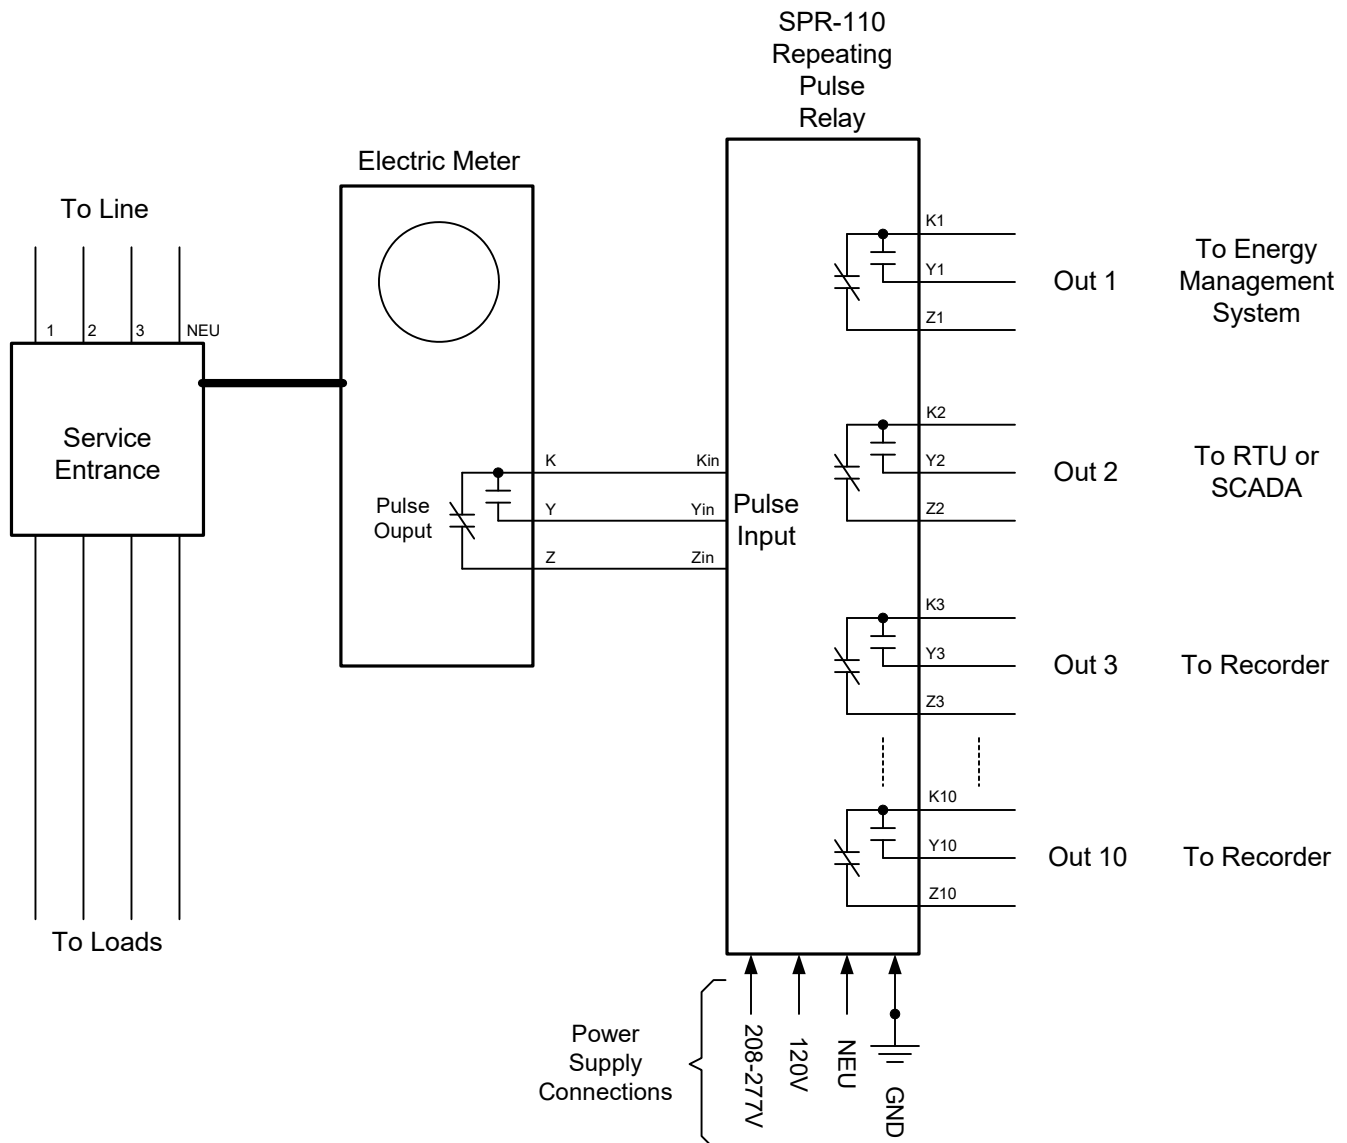 SPR-110
Repeating
Pulse
Relay
Electric Meter
To Line
1
2
3
NEU
Service
Entrance
To Loads
Pulse
Ouput
K
Y
Z
Kin
Yin
Zin
Pulse
Input
K1
Y1
Z1
Out 1
To Energy
Management
System
K2
Y2
Z2
Out 2
To RTU or
SCADA
K3
Y3
Z3
Out 3
To Recorder
K10
Y10
Z10
Out 10
To Recorder
Power
Supply
Connections
208-277V
120V
NEU
GND